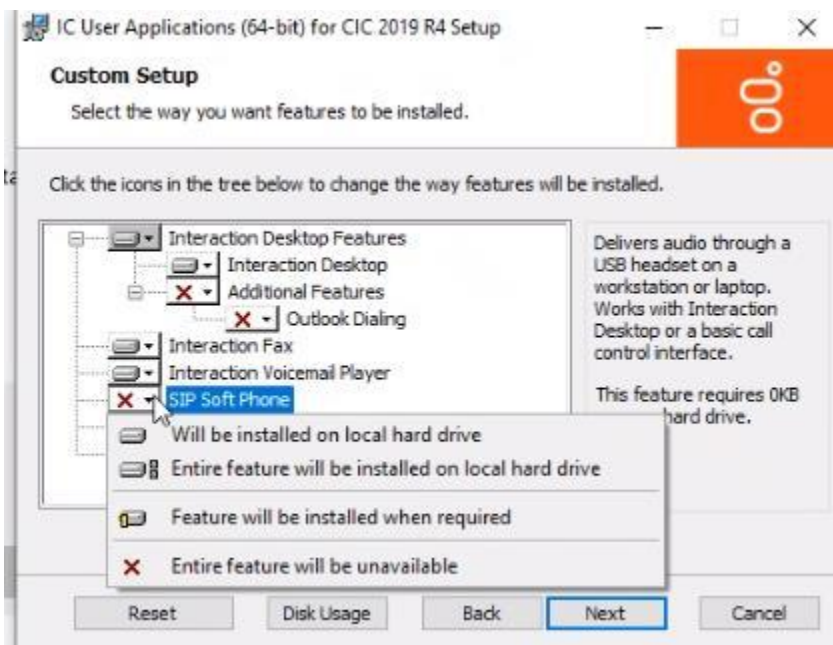 IC User Applications (64-bit) for CIC 2019 R4 Setup
Custom Setup
Select the way you want features to be installed.
Click the icons in the tree below to change the way features will be installed.
Interaction Desktop Features
Interaction Desktop
Additional Features
Outlook Dialing
Interaction Fax
Interaction Voicemail Player
SIP Soft Phone
Delivers audio through a
USB headset on a
workstation or laptop.
Works with Interaction
Desktop or a basic call
control interface.
This feature requires 0KB
hard drive.
Will be installed on local hard drive
Entire feature will be installed on local hard drive
Feature will be installed when required
Entire feature will be unavailable
Reset
Disk Usage
Back
Next
Cancel